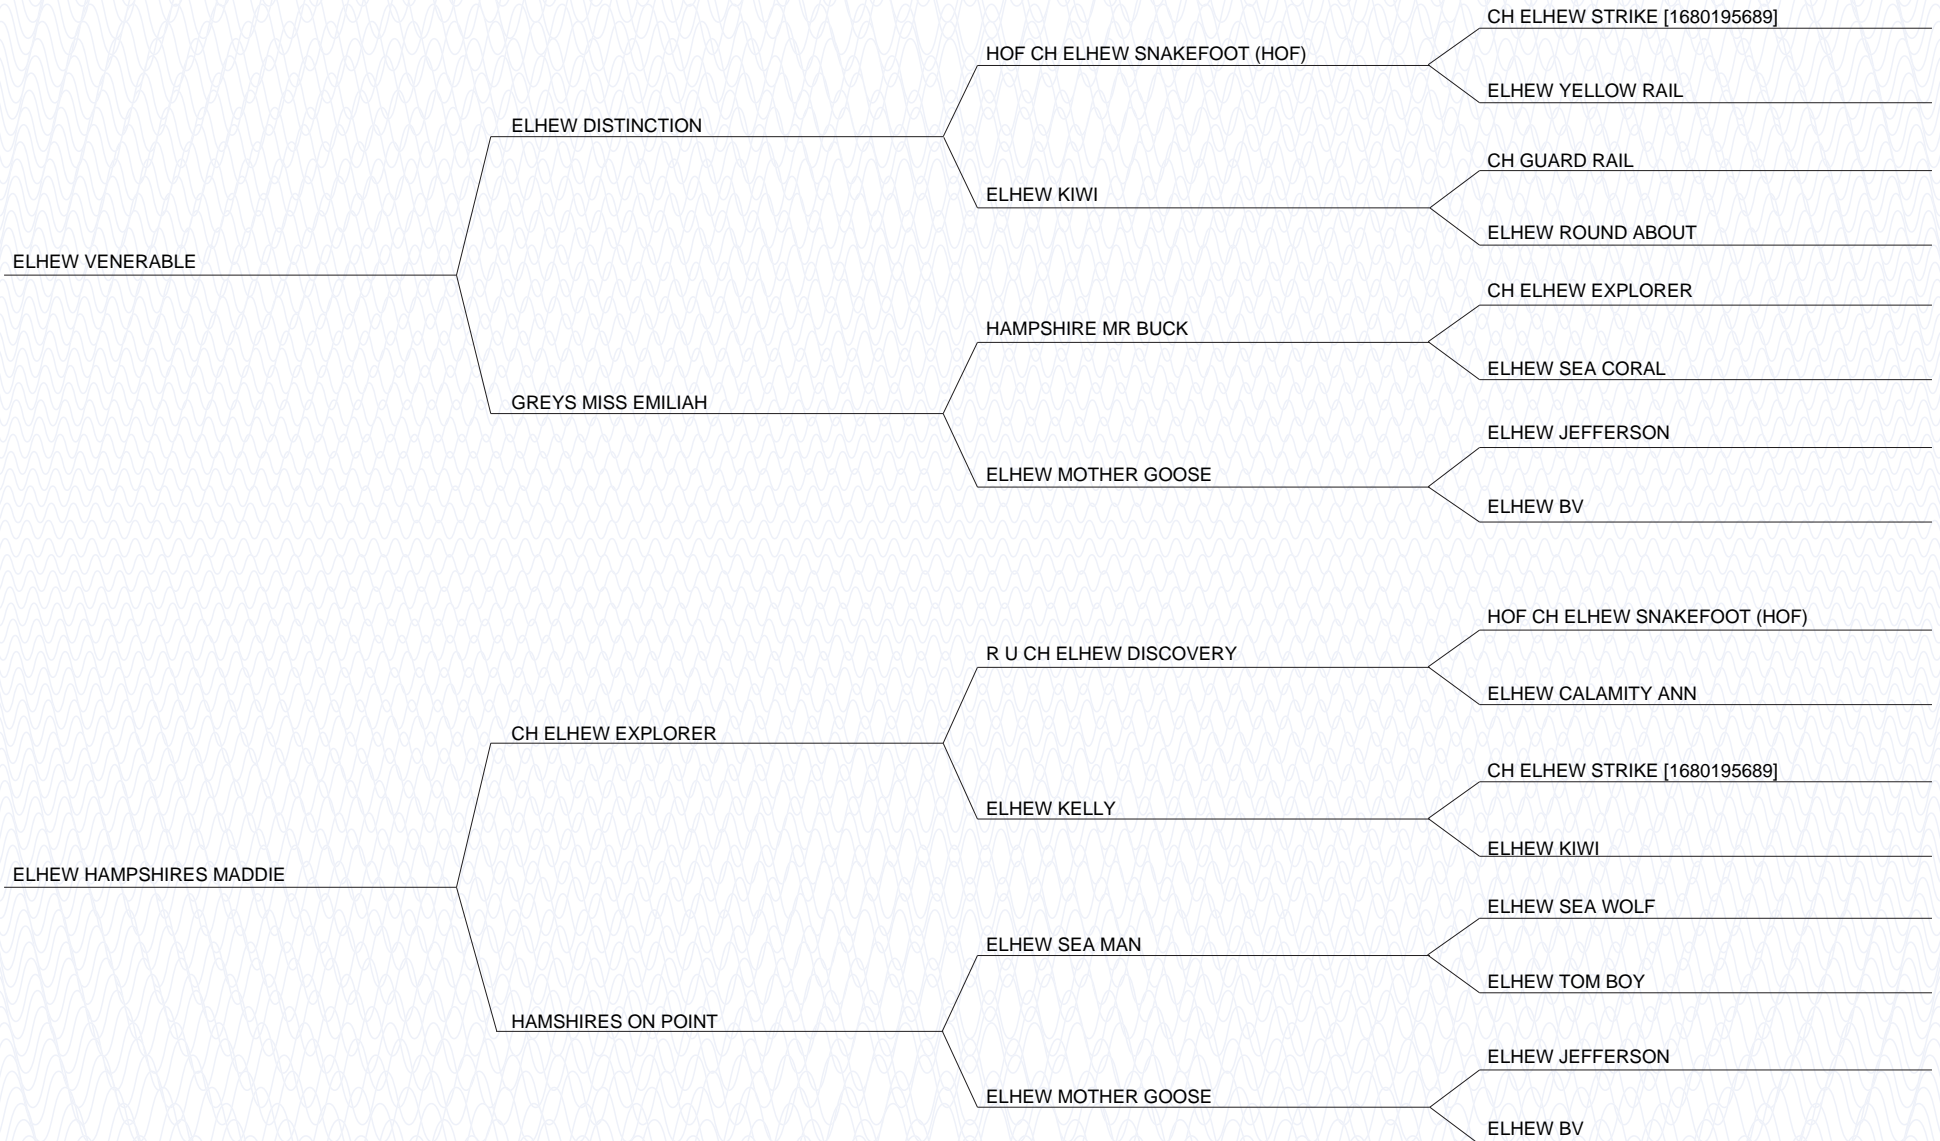 CH ELHEW STRIKE [1680195689]
HOF CH ELHEW SNAKEFOOT (HOF)
ELHEW YELLOW RAIL
ELHEW DISTINCTION
CH GUARD RAIL
ELHEW KIWI
ELHEW ROUND ABOUT
ELHEW VENERABLE
CH ELHEW EXPLORER
HAMPSHIRE MR BUCK
ELHEW SEA CORAL
GREYS MISS EMILIAH
ELHEW JEFFERSON
ELHEW MOTHER GOOSE
ELHEW BV
HOF CH ELHEW SNAKEFOOT (HOF)
R U CH ELHEW DISCOVERY
ELHEW CALAMITY ANN
CH ELHEW EXPLORER
CH ELHEW STRIKE [1680195689]
ELHEW KELLY
ELHEW KIWI
ELHEW HAMPSHIRES MADDIE
ELHEW SEA WOLF
ELHEW SEA MAN
ELHEW TOM BOY
HAMSHIRES ON POINT
ELHEW JEFFERSON
ELHEW MOTHER GOOSE
ELHEW BV